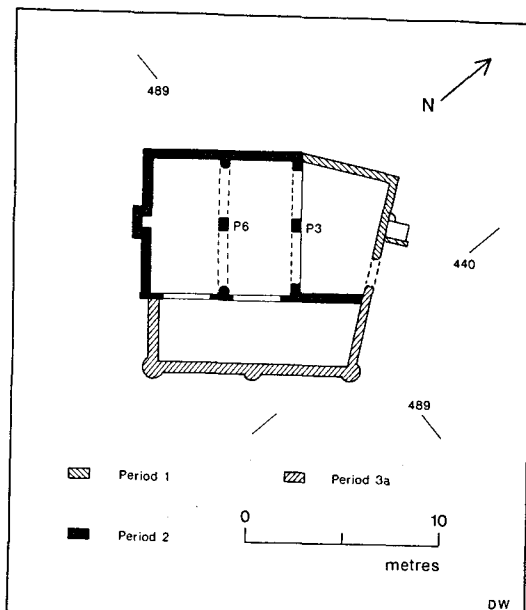 489
N
P6
P3
440
489
Period 1
Period 3a
Period 2
0
10
metres
DW